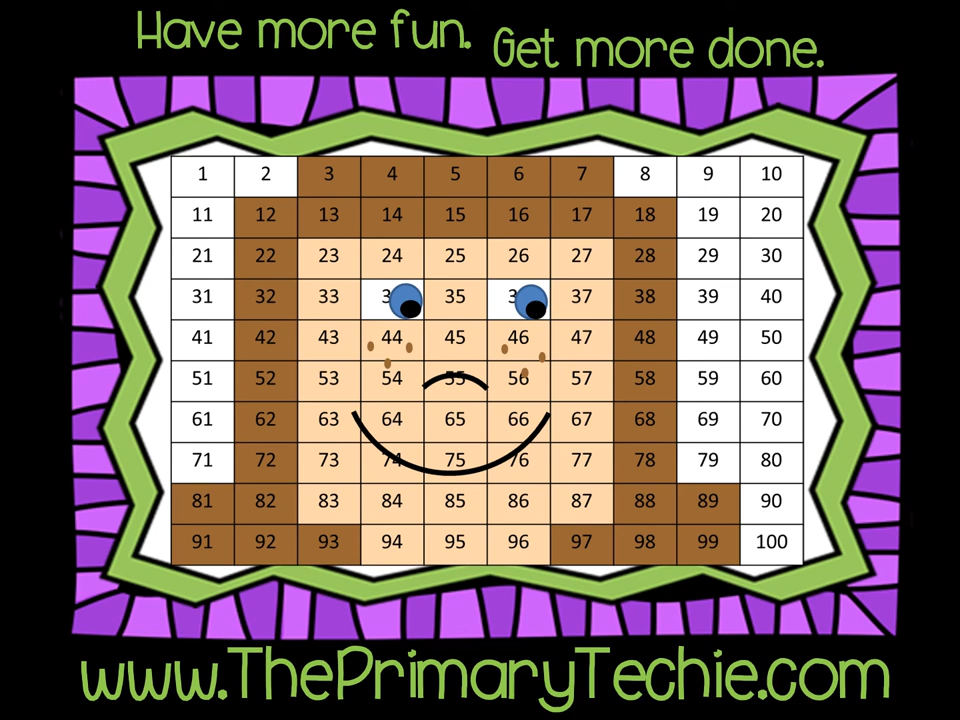 Have more fun. Get more done.
1 2 3 4 5 6 7 8 9 10
11 12 13 14 15 16 17 18 19 20
21 22 23 24 25 26 27 28 29 30
31 32 33 35 37 38 39 40
41 42 43 44 45 46 47 48 49 50
51 52 53 54 55 56 57 58 59 60
61 62 63 64 65 66 67 68 69 70
71 72 73 74 75 76 77 78 79 80
81 82 83 84 85 86 87 88 89 90
91 92 93 94 95 96 97 98 99 100
www.ThePrimaryTechie.com